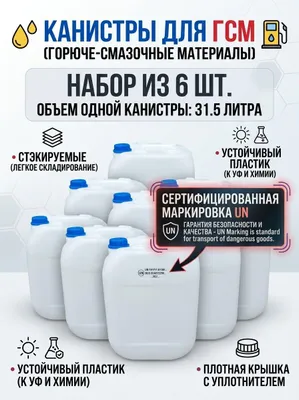 КАНИСТРЫ ДЛЯ ГСМ
(ГОРЮЧЕ-СМАЗОЧНЫЕ МАТЕРИАЛЫ)
НАБОР ИЗ 6 ШТ.
ОБЪЕМ ОДНОЙ КАНИСТРЫ: 31.5 ЛИТРА
СТЭКИРУЕМЫЕ
(ЛЕГКОЕ СКЛАДИРОВАНИЕ)
УСТОЙЧИВЫЙ
ПЛАСТИК
(К УФ И ХИМИИ)
СЕРТИФИЦИРОВАННАЯ
МАРКИРОВКА UN
UN
ГАРАНТИЯ БЕЗОПАСНОСТИ И
КАЧЕСТВА - UN Marking is standard
for transport of dangerous goods.
УСТОЙЧИВЫЙ ПЛАСТИК
(К УФ И ХИМИИ)
ПЛОТНАЯ КРЫШКА
С УПЛОТНИТЕЛЕМ